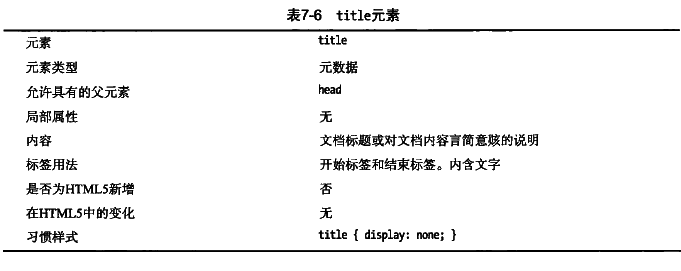 表7-6 title元素
元素 title
元素类型 元数据
允许具有的父元素 head
局部属性 无
内容 文档标题或对文档内容言简意赅的说明
标签用法 开始标签和结束标签。内含文字
是否为HTML5新增 否
在HTML5中的变化 无
习惯样式 title { display: none; }